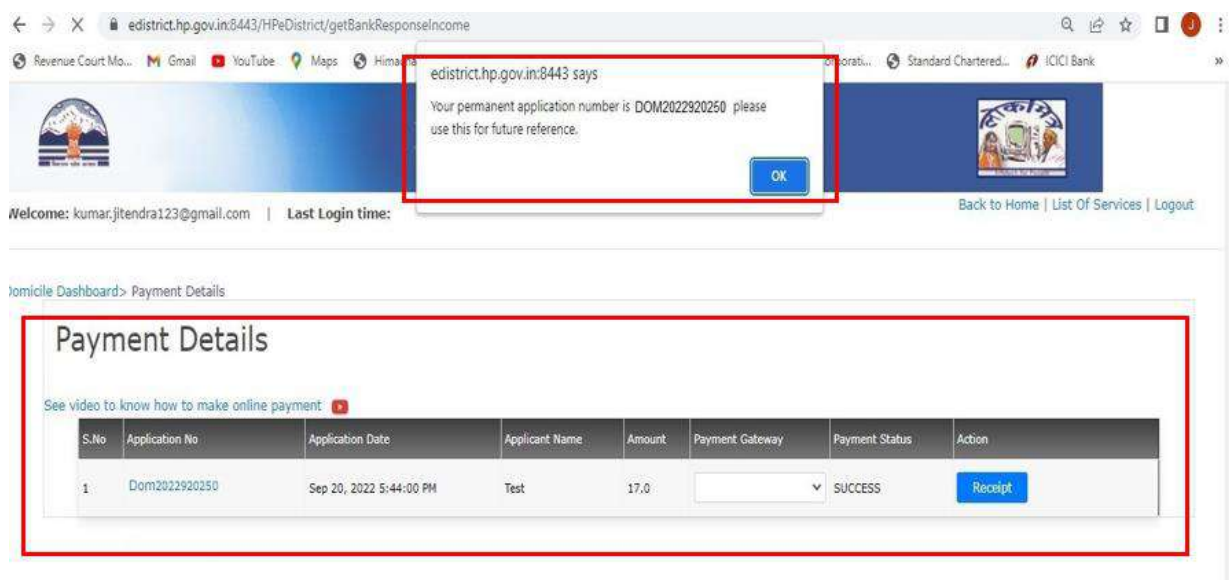 edistrict.hp.gov.in:8443/HPeDistrict/getBankResponseIncome
Revenue Court Mo... Gmail YouTube Maps Standard Chartered... ICICI Bank »
edistrict.hp.gov.in:8443 says
Your permanent application number is DOM2022920250 please
use this for future reference.
OK
Welcome: kumar.jitendra123@gmail.com | Last Login time:
Back to Home | List Of Services | Logout
Domicile Dashboard> Payment Details
Payment Details
See video to know how to make online payment
S.No Application No Application Date Applicant Name Amount Payment Gateway Payment Status Action
1 Dom2022920250 Sep 20, 2022 5:44:00 PM Test 17.0 SUCCESS Receipt